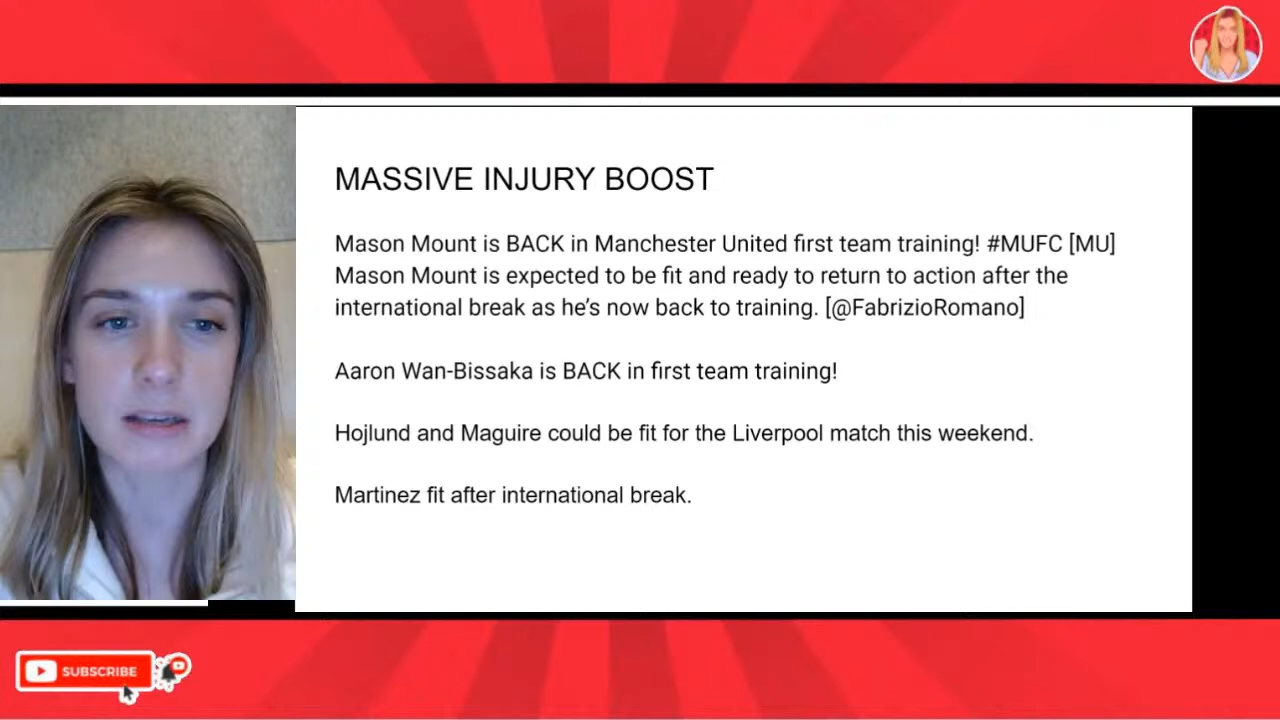 MASSIVE INJURY BOOST
Mason Mount is BACK in Manchester United first team training! #MUFC [MU]
Mason Mount is expected to be fit and ready to return to action after the
international break as he’s now back to training. [@FabrizioRomano]
Aaron Wan-Bissaka is BACK in first team training!
Hojlund and Maguire could be fit for the Liverpool match this weekend.
Martinez fit after international break.
SUBSCRIBE